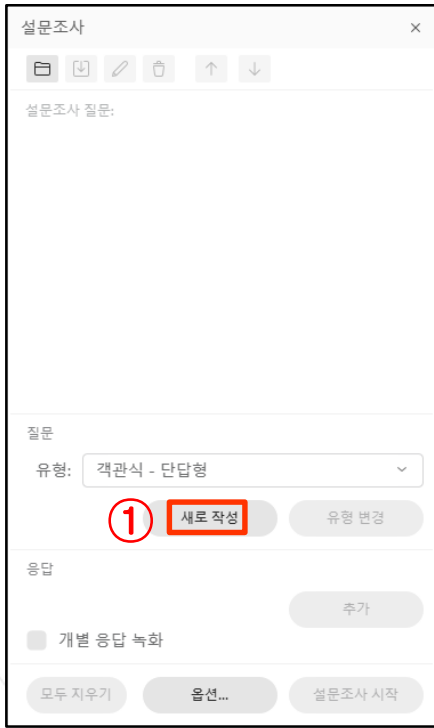 설문조사
설문조사 질문:
질문
유형: 객관식 - 단답형
① 새로 작성 유형 변경
응답
추가
개별 응답 녹화
모두 지우기 옵션... 설문조사 시작